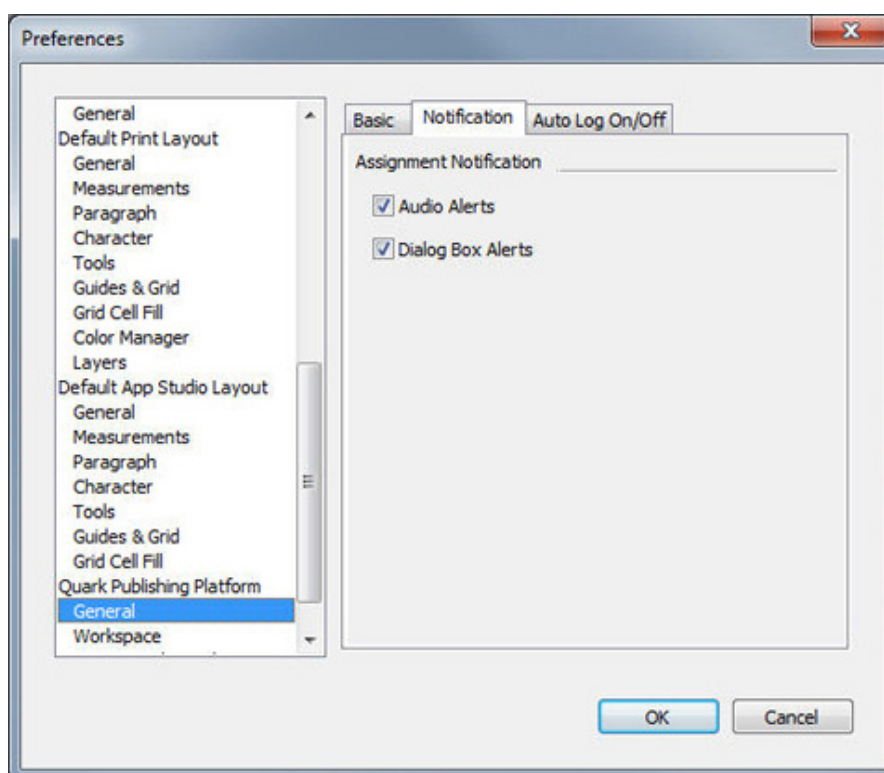 Preferences
General
Default Print Layout
General
Measurements
Paragraph
Character
Tools
Guides & Grid
Grid Cell Fill
Color Manager
Layers
Default App Studio Layout
General
Measurements
Paragraph
Character
Tools
Guides & Grid
Grid Cell Fill
Quark Publishing Platform
General
Workspace
Basic
Notification
Auto Log On/Off
Assignment Notification
Audio Alerts
Dialog Box Alerts
OK
Cancel